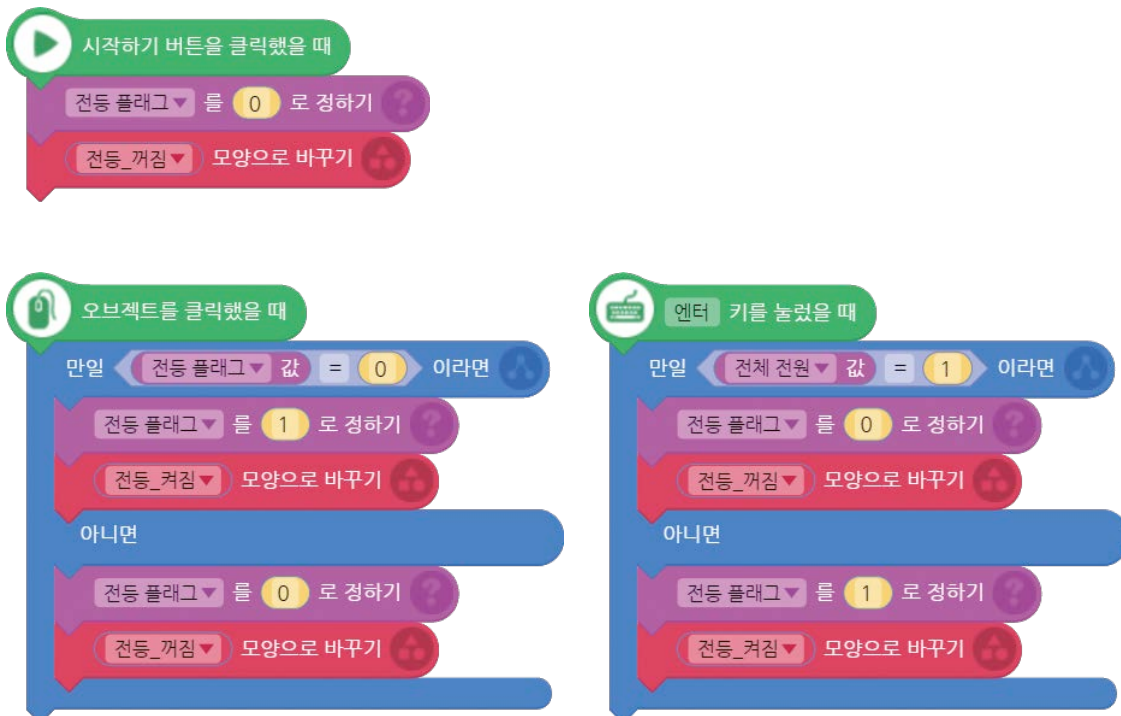 시작하기 버튼을 클릭했을 때
전등 플래그 를 0 로 정하기
전등_꺼짐 모양으로 바꾸기
오브젝트를 클릭했을 때
만일 전등 플래그 값 = 0 이라면
전등 플래그 를 1 로 정하기
전등_켜짐 모양으로 바꾸기
아니면
전등 플래그 를 0 로 정하기
전등_꺼짐 모양으로 바꾸기
엔터 키를 눌렀을 때
만일 전체 전원 값 = 1 이라면
전등 플래그 를 0 로 정하기
전등_꺼짐 모양으로 바꾸기
아니면
전등 플래그 를 1 로 정하기
전등_켜짐 모양으로 바꾸기